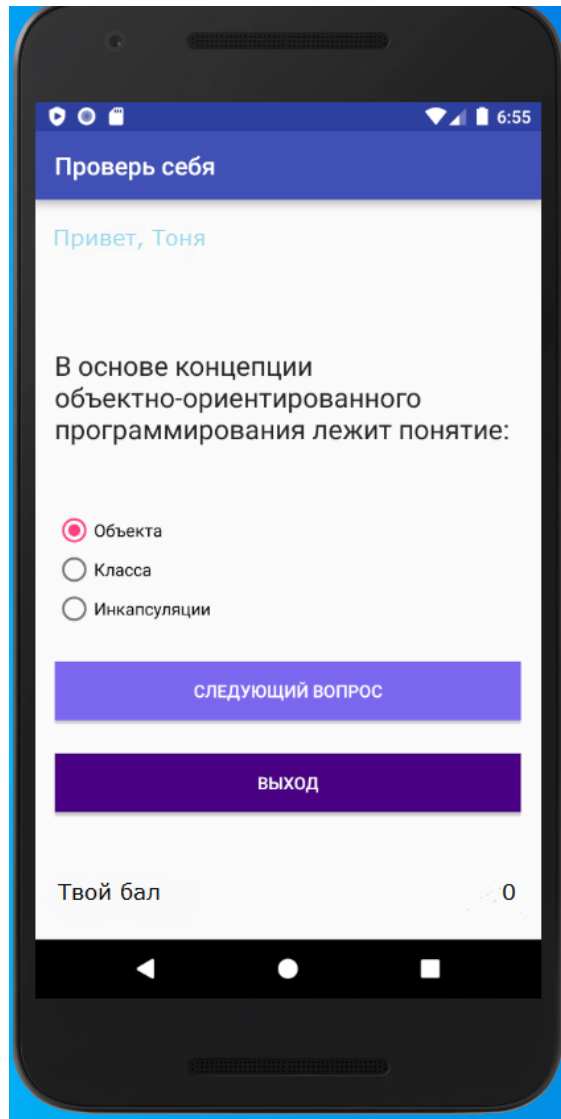 6:55
Проверь себя
Привет, Тоня
В основе концепции
объектно-ориентированного
программирования лежит понятие:
Объекта
Класса
Инкапсуляции
СЛЕДУЮЩИЙ ВОПРОС
ВЫХОД
Твой бал 0